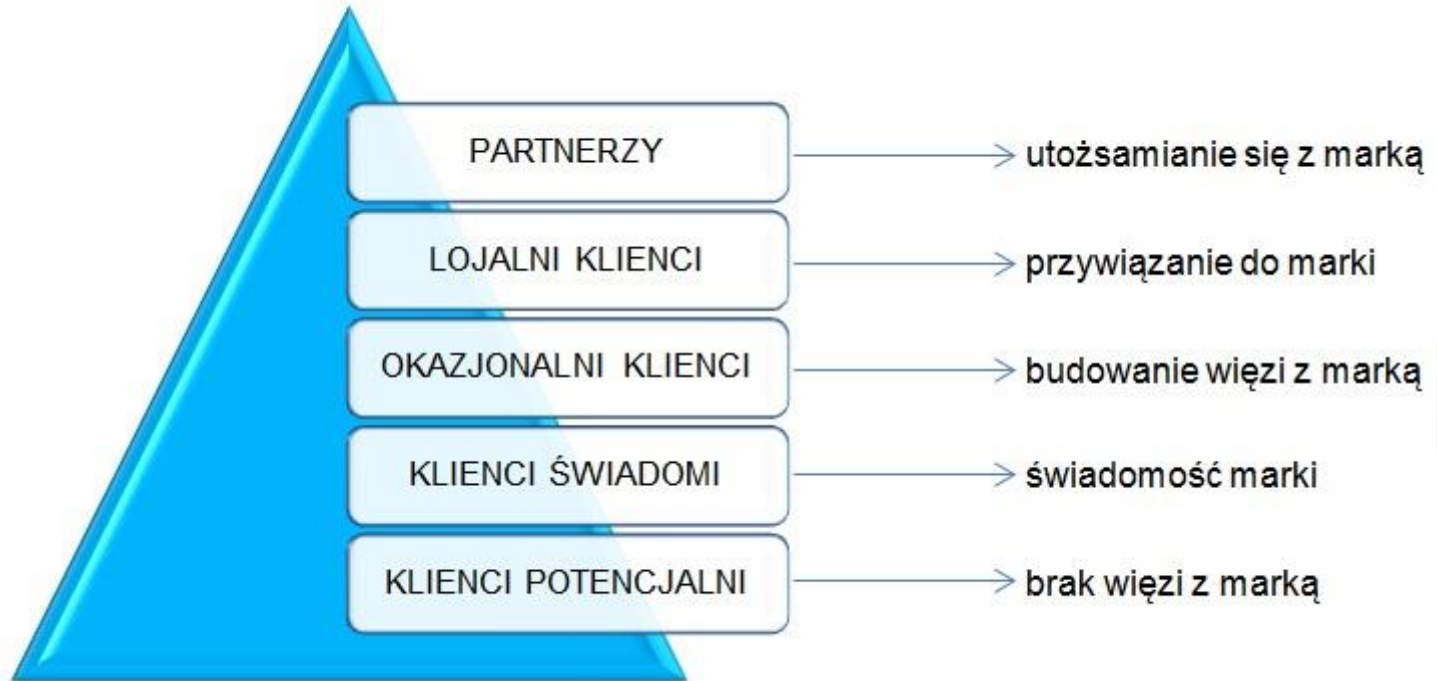 PARTNERZY
utożsamianie się z marką
LOJALNI KLIENCI
przywiązanie do marki
OKAZJONALNI KLIENCI
budowanie więzi z marką
KLIENCI ŚWIADOMI
świadomość marki
KLIENCI POTENCJALNI
brak więzi z marką